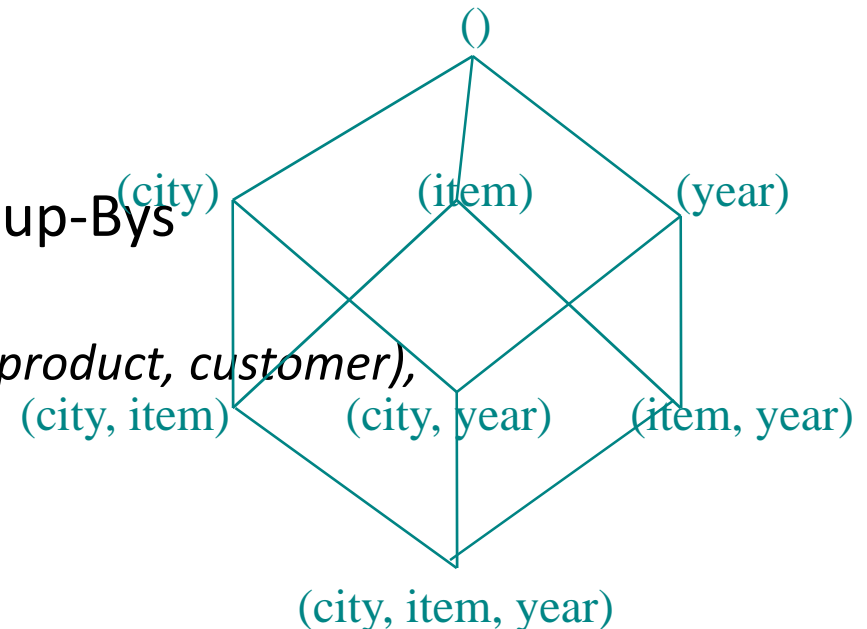 ()
(city) (item) (year)
up-Bys
product, customer),
(city, item) (city, year) (item, year)
(city, item, year)